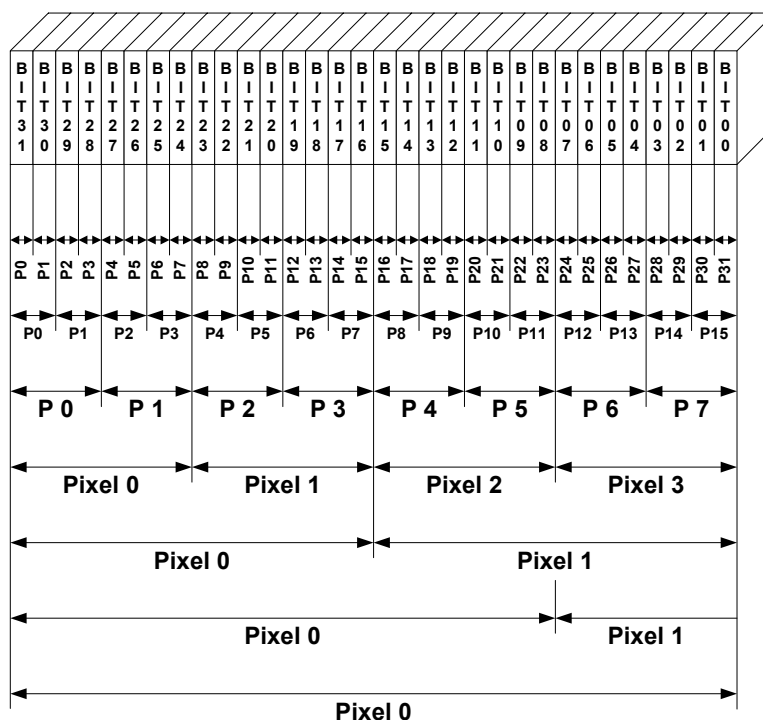 BIT31 BIT30 BIT29 BIT28 BIT27 BIT26 BIT25 BIT24 BIT23 BIT22 BIT21 BIT20 BIT19 BIT18 BIT17 BIT16 BIT15 BIT14 BIT13 BIT12 BIT11 BIT10 BIT09 BIT08 BIT07 BIT06 BIT05 BIT04 BIT03 BIT02 BIT01 BIT00
P0 P1 P2 P3 P4 P5 P6 P7 P8 P9 P10 P11 P12 P13 P14 P15 P16 P17 P18 P19 P20 P21 P22 P23 P24 P25 P26 P27 P28 P29 P30 P31
P0 P1 P2 P3 P4 P5 P6 P7 P8 P9 P10 P11 P12 P13 P14 P15
P 0 P 1 P 2 P 3 P 4 P 5 P 6 P 7
Pixel 0 Pixel 1 Pixel 2 Pixel 3
Pixel 0 Pixel 1
Pixel 0 Pixel 1
Pixel 0